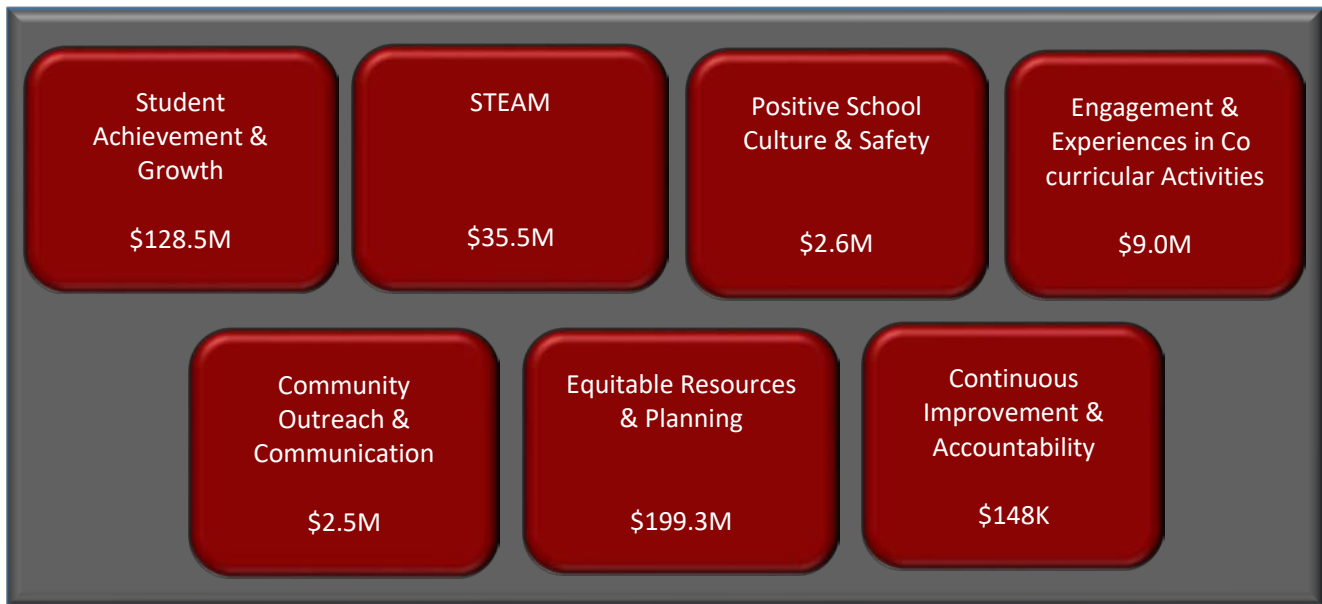 Student
Achievement &
Growth
$128.5M
STEAM
$35.5M
Positive School
Culture & Safety
$2.6M
Engagement &
Experiences in Co
curricular Activities
$9.0M
Community
Outreach &
Communication
$2.5M
Equitable Resources
& Planning
$199.3M
Continuous
Improvement &
Accountability
$148K